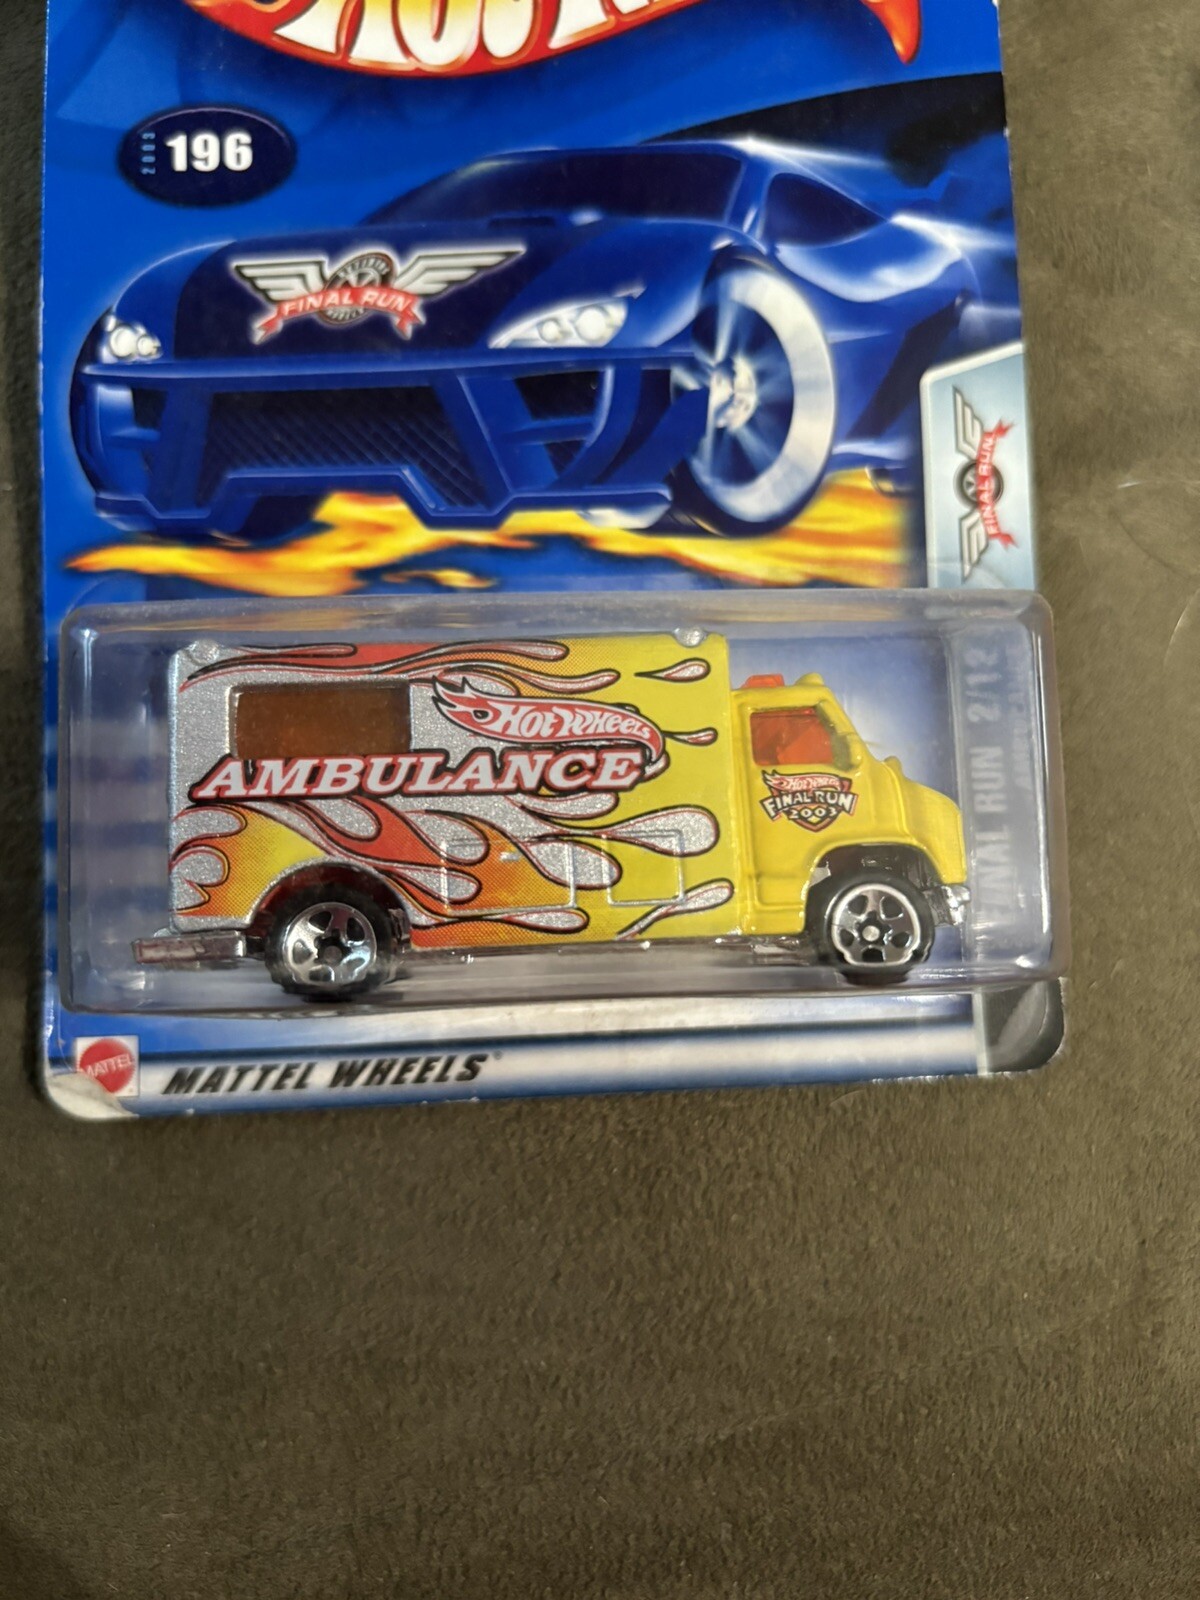 2003
196
FINAL RUN
FINAL RUN
HOT WHEELS
AMBULANCE
HOT WHEELS
FINAL RUN
2003
FINAL RUN 2/12
MATTEL
MATTEL WHEELS®